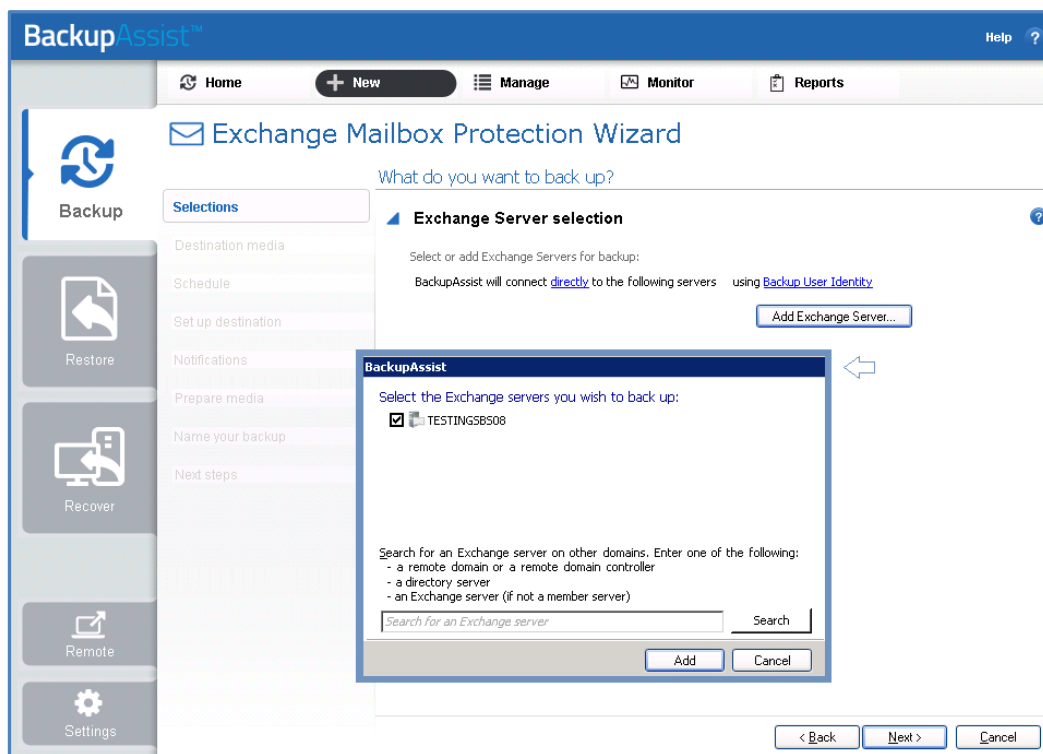 BackupAssist™
Help ?
Home
New
Manage
Monitor
Reports
Exchange Mailbox Protection Wizard
What do you want to back up?
Backup
Restore
Recover
Remote
Settings
Selections
Destination media
Schedule
Set up destination
Notifications
Prepare media
Name your backup
Next steps
Exchange Server selection
?
Select or add Exchange Servers for backup:
BackupAssist will connect directly to the following servers using Backup User Identity
Add Exchange Server...
BackupAssist
Select the Exchange servers you wish to back up:
TESTINGSBS08
Search for an Exchange server on other domains. Enter one of the following:
- a remote domain or a remote domain controller
- a directory server
- an Exchange server (if not a member server)
Search for an Exchange server
Search
Add
Cancel
< Back
Next >
Cancel